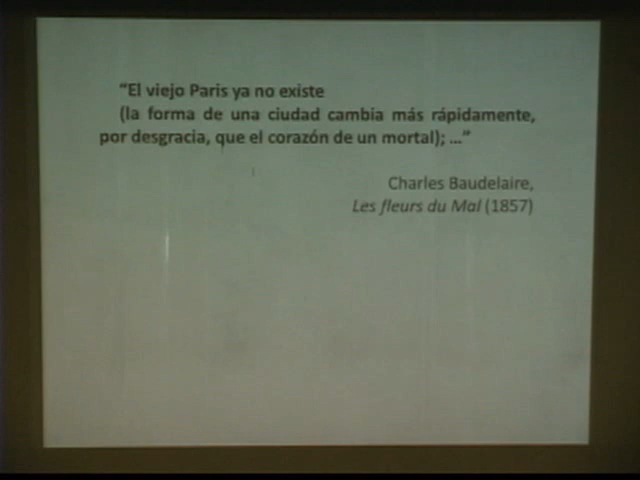 “El viejo Paris ya no existe
(la forma de una ciudad cambia más rápidamente,
por desgracia, que el corazón de un mortal); ...”
Charles Baudelaire,
Les fleurs du Mal (1857)